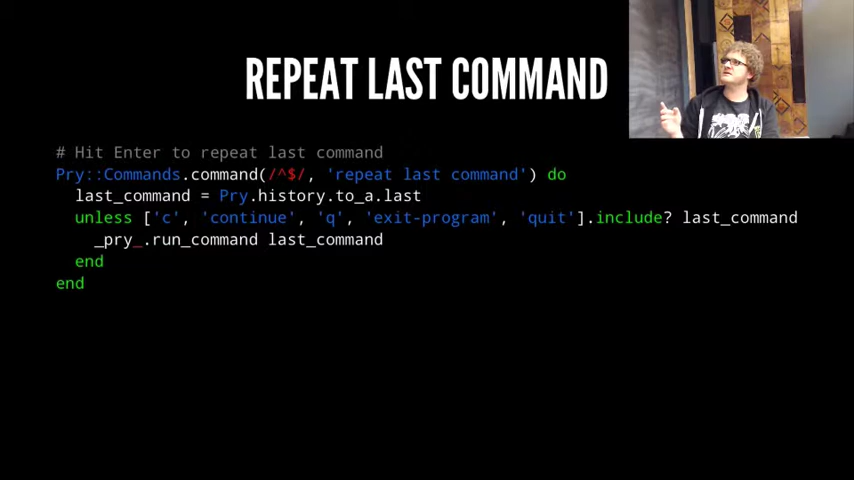 REPEAT LAST COMMAND
# Hit Enter to repeat last command
Pry::Commands.command(/^$/, 'repeat last command') do
  last_command = Pry.history.to_a.last
  unless ['c', 'continue', 'q', 'exit-program', 'quit'].include? last_command
    _pry_.run_command last_command
  end
end